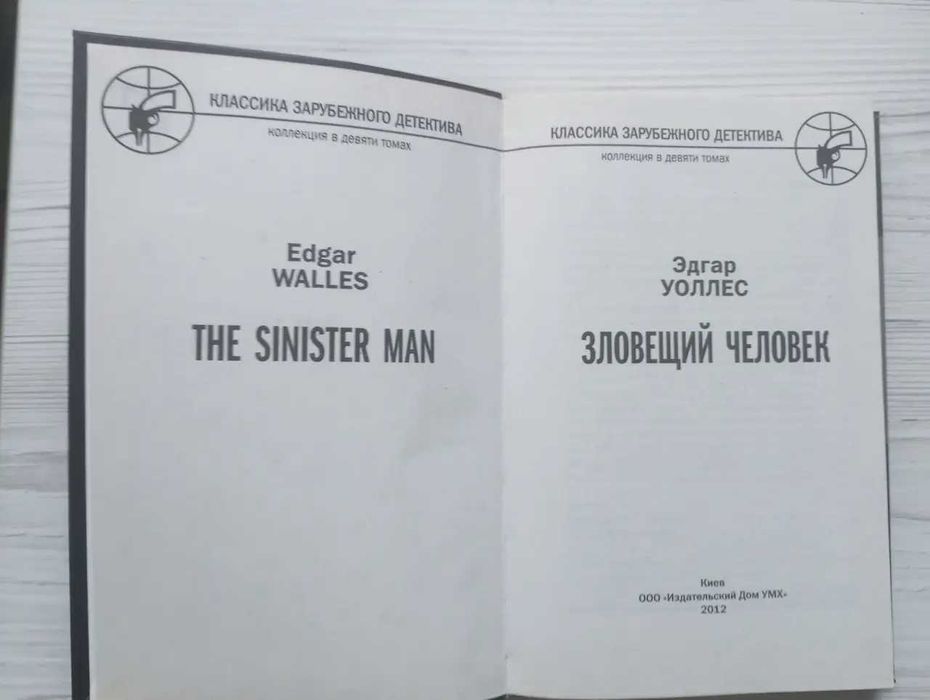 КЛАССИКА ЗАРУБЕЖНОГО ДЕТЕКТИВА
коллекция в девяти томах
Edgar
WALLES
THE SINISTER MAN
КЛАССИКА ЗАРУБЕЖНОГО ДЕТЕКТИВА
коллекция в девяти томах
Эдгар
УОЛЛЕС
ЗЛОВЕЩИЙ ЧЕЛОВЕК
Киев
ООО «Издательский Дом УМХ»
2012